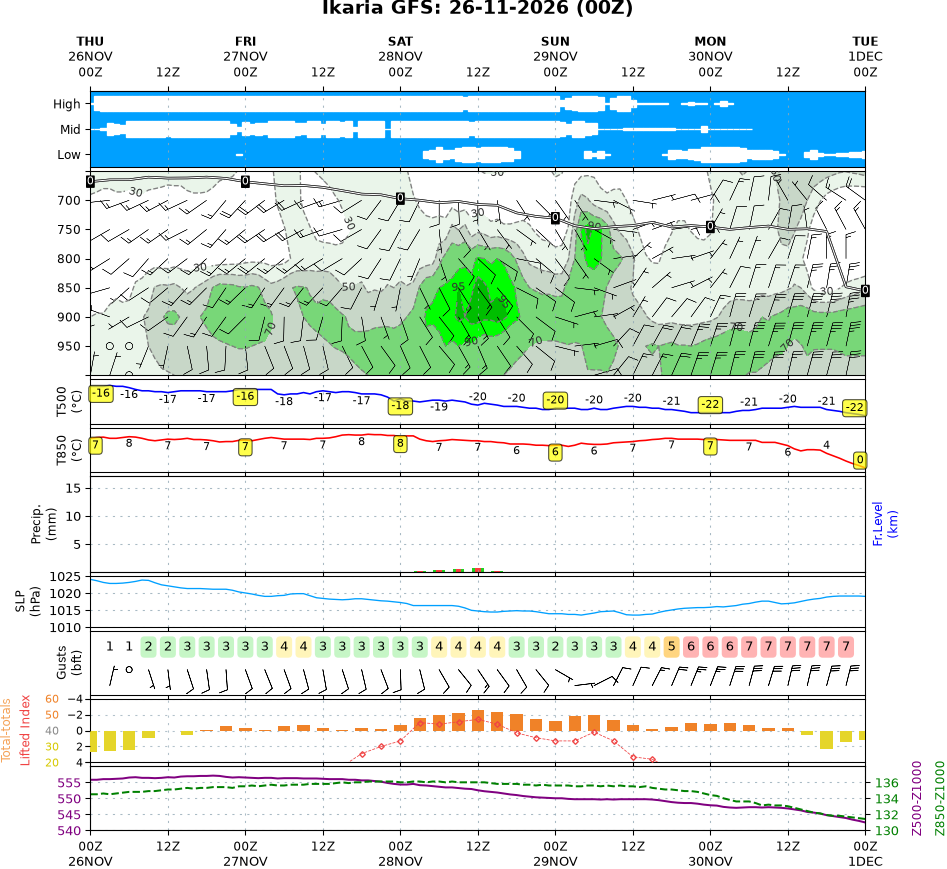 Ikaria GFS: 26-11-2026 (00Z)
THU FRI SAT SUN MON TUE
26NOV 27NOV 28NOV 29NOV 30NOV 1DEC
00Z 12Z 00Z 12Z 00Z 12Z 00Z 12Z 00Z 12Z 00Z
High
Mid
Low
0 0 0 0 0 0
30 30 30 30 30
50 95 90
70 70 70 70
700
750
800
850
900
950
T500 (°C)
-16 -16 -17 -17 -16 -18 -17 -17 -18 -19 -20 -20 -20 -20 -20 -21 -22 -21 -20 -21 -22
T850 (°C)
7 8 7 7 7 7 7 8 8 7 7 6 6 6 7 7 7 7 6 4 0
Precip. (mm)
15
10
5
Fr.Level (km)
SLP (hPa)
1025
1020
1015
1010
Gusts (bft)
1 1 2 2 3 3 3 3 3 4 4 3 3 3 3 3 3 4 4 4 4 3 3 2 3 3 3 4 4 5 6 6 6 7 7 7 7 7 7
Total-totals
Lifted Index
60 −4
50 −2
40 0
30 2
20 4
555
550
545
540
136
134
132
130
Z500-Z1000
Z850-Z1000
00Z 12Z 00Z 12Z 00Z 12Z 00Z 12Z 00Z 12Z 00Z
26NOV 27NOV 28NOV 29NOV 30NOV 1DEC